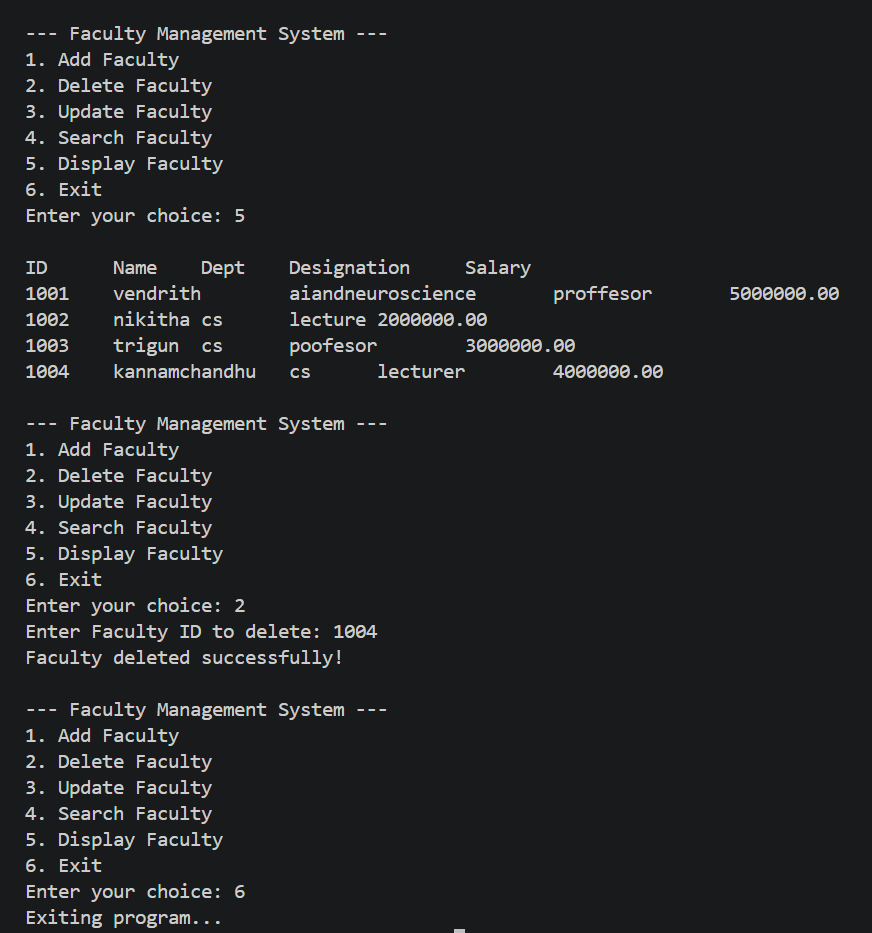 --- Faculty Management System ---
1. Add Faculty
2. Delete Faculty
3. Update Faculty
4. Search Faculty
5. Display Faculty
6. Exit
Enter your choice: 5

ID      Name    Dept    Designation     Salary
1001    vendrith        aiandneuroscience       proffesor       5000000.00
1002    nikitha cs      lecture 2000000.00
1003    trigun  cs      poofesor        3000000.00
1004    kannamchandhu   cs      lecturer        4000000.00

--- Faculty Management System ---
1. Add Faculty
2. Delete Faculty
3. Update Faculty
4. Search Faculty
5. Display Faculty
6. Exit
Enter your choice: 2
Enter Faculty ID to delete: 1004
Faculty deleted successfully!

--- Faculty Management System ---
1. Add Faculty
2. Delete Faculty
3. Update Faculty
4. Search Faculty
5. Display Faculty
6. Exit
Enter your choice: 6
Exiting program...